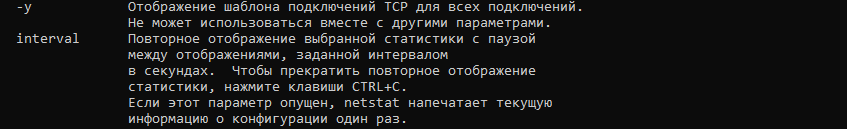 -y            Отображение шаблона подключений TCP для всех подключений.
              Не может использоваться вместе с другими параметрами.
interval      Повторное отображение выбранной статистики с паузой
              между отображениями, заданной интервалом
              в секундах.  Чтобы прекратить повторное отображение
              статистики, нажмите клавиши CTRL+C.
              Если этот параметр опущен, netstat напечатает текущую
              информацию о конфигурации один раз.